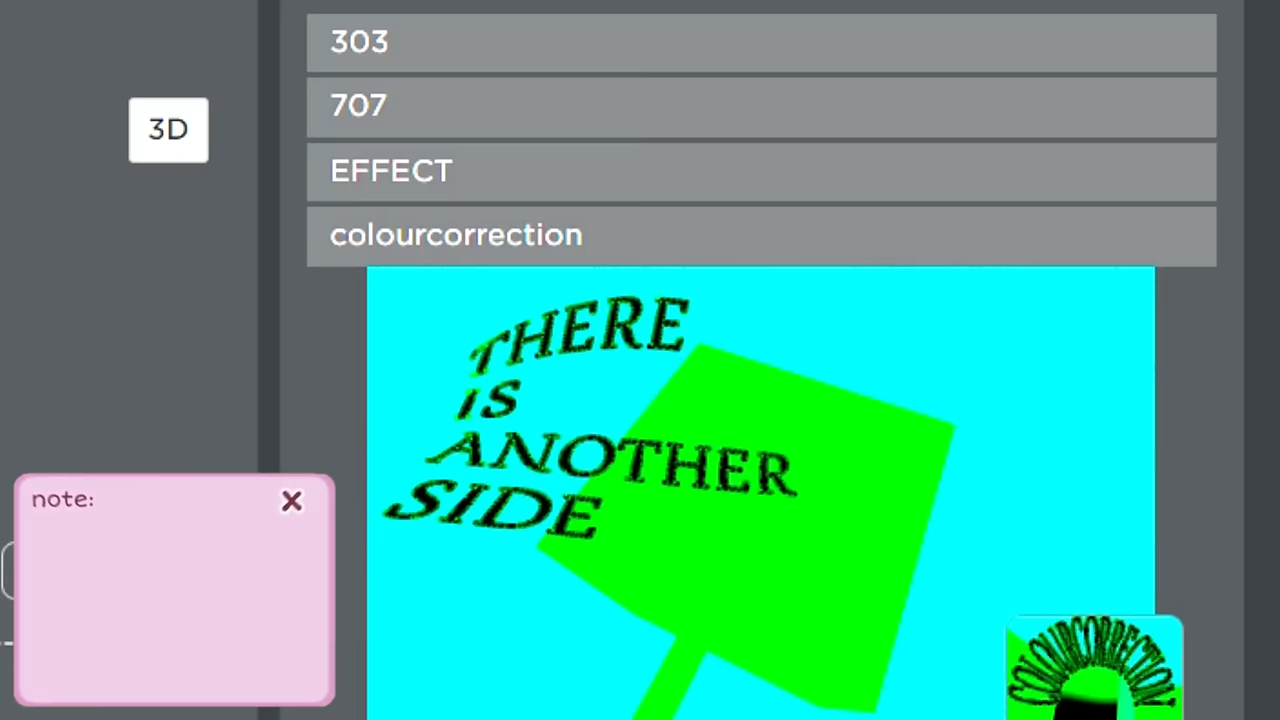 303
707
3D
EFFECT
colourcorrection
THERE
IS
ANOTHER
SIDE
note:
COLOURCORRECTION